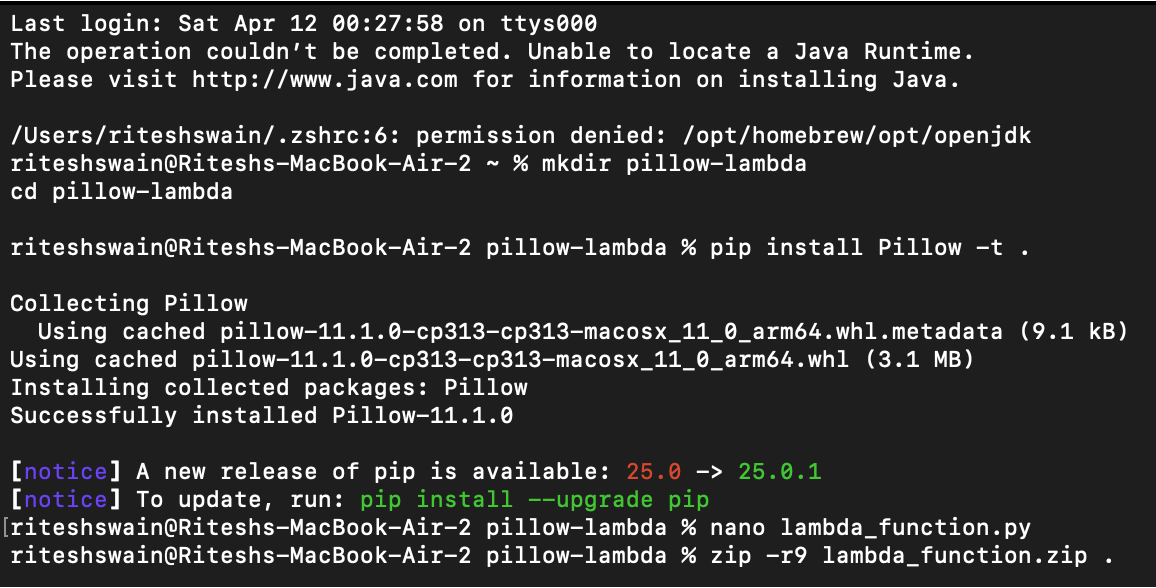 Last login: Sat Apr 12 00:27:58 on ttys000
The operation couldn’t be completed. Unable to locate a Java Runtime.
Please visit http://www.java.com for information on installing Java.
/Users/riteshswain/.zshrc:6: permission denied: /opt/homebrew/opt/openjdk
riteshswain@Riteshs-MacBook-Air-2 ~ % mkdir pillow-lambda
cd pillow-lambda
riteshswain@Riteshs-MacBook-Air-2 pillow-lambda % pip install Pillow -t .
Collecting Pillow
  Using cached pillow-11.1.0-cp313-cp313-macosx_11_0_arm64.whl.metadata (9.1 kB)
Using cached pillow-11.1.0-cp313-cp313-macosx_11_0_arm64.whl (3.1 MB)
Installing collected packages: Pillow
Successfully installed Pillow-11.1.0
[notice] A new release of pip is available: 25.0 -> 25.0.1
[notice] To update, run: pip install --upgrade pip
[riteshswain@Riteshs-MacBook-Air-2 pillow-lambda % nano lambda_function.py
riteshswain@Riteshs-MacBook-Air-2 pillow-lambda % zip -r9 lambda_function.zip .